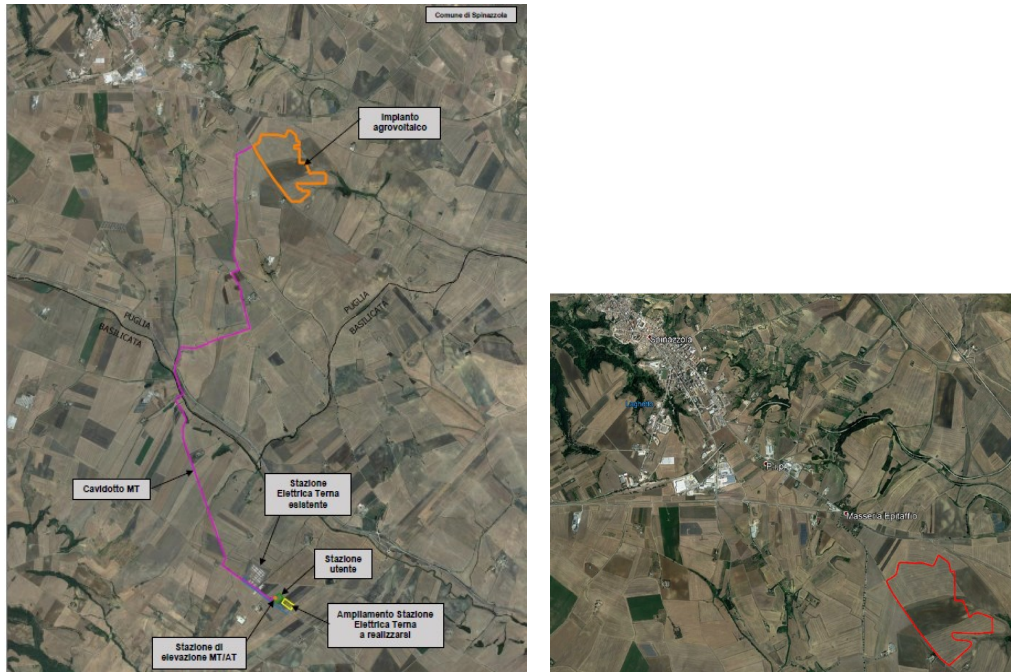 Comune di Spinazzola
Impianto
agrovoltaico
PUGLIA
BASILICATA
PUGLIA
BASILICATA
Cavidotto MT
Stazione
Elettrica Terna
esistente
Stazione
utente
Ampliamento Stazione
Elettrica Terna
a realizzarsi
Stazione di
elevazione MT/AT
Spinazzola
Laghetto
Masseria Epitaffio